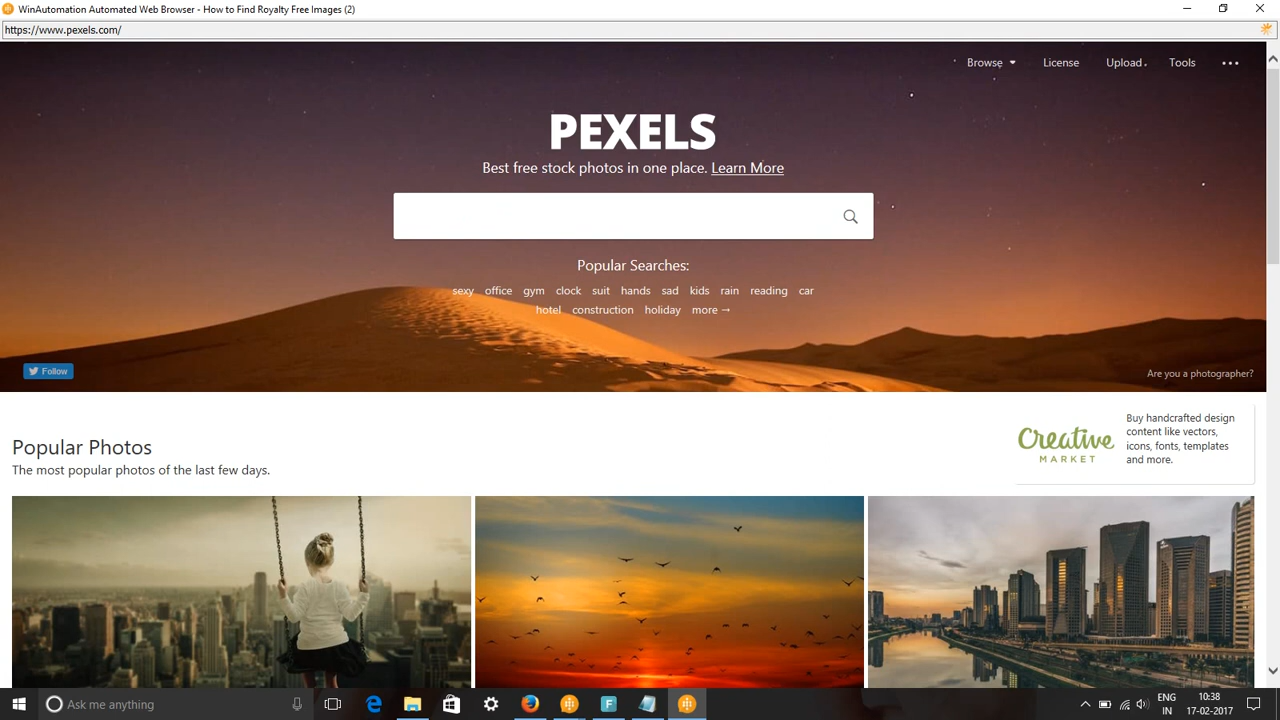 WinAutomation Automated Web Browser - How to Find Royalty Free Images (2)
https://www.pexels.com/
Browse License Upload Tools
PEXELS
Best free stock photos in one place. Learn More
Popular Searches:
sexy office gym clock suit hands sad kids rain reading car
hotel construction holiday more →
Follow
Are you a photographer?
Popular Photos
The most popular photos of the last few days.
Creative
MARKET
Buy handcrafted design
content like vectors,
icons, fonts, templates
and more.
Ask me anything
F
ENG
IN
10:38
17-02-2017